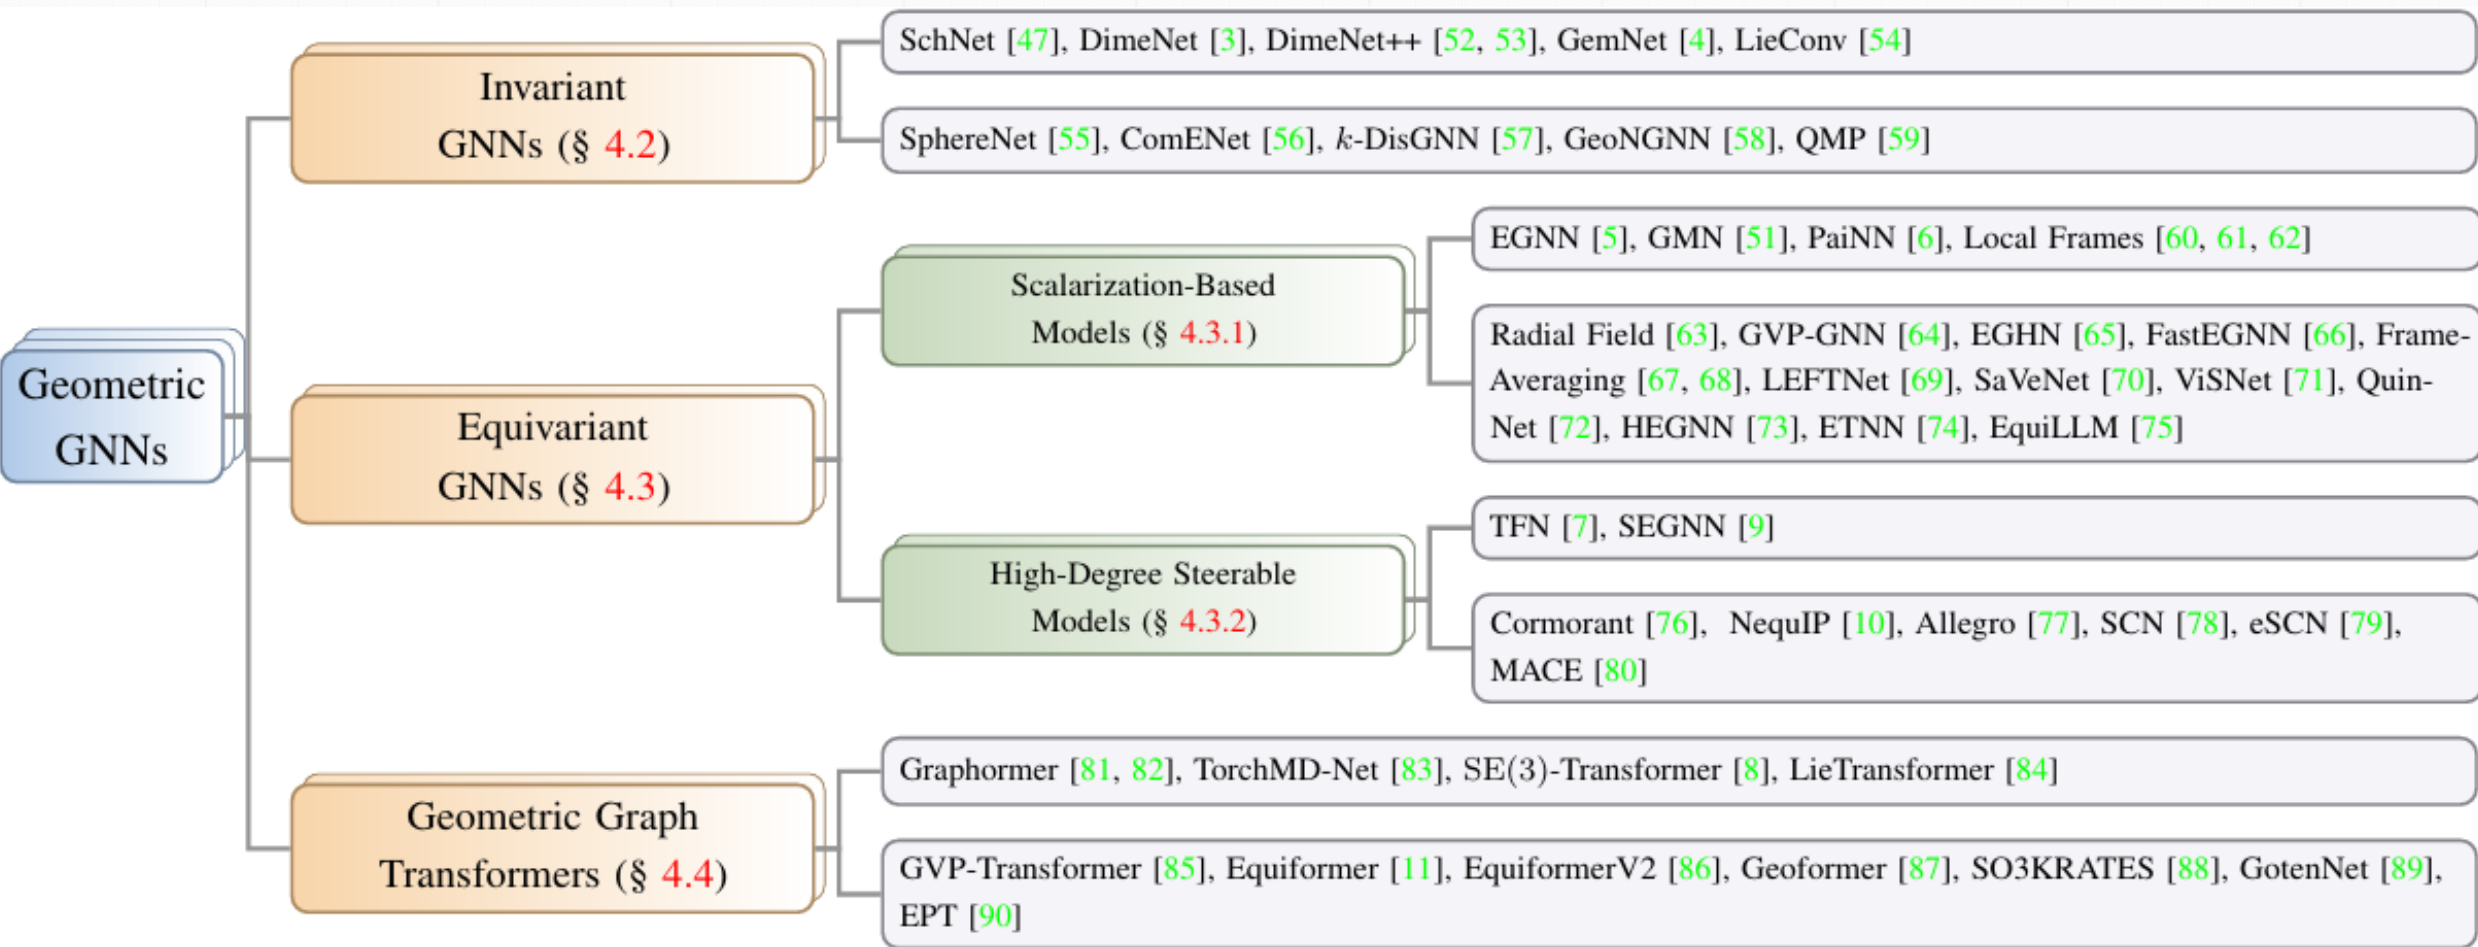 Geometric
GNNs
Invariant
GNNs (§ 4.2)
SchNet [47], DimeNet [3], DimeNet++ [52, 53], GemNet [4], LieConv [54]
SphereNet [55], ComENet [56], k-DisGNN [57], GeoNGNN [58], QMP [59]
Equivariant
GNNs (§ 4.3)
Scalarization-Based
Models (§ 4.3.1)
EGNN [5], GMN [51], PaiNN [6], Local Frames [60, 61, 62]
Radial Field [63], GVP-GNN [64], EGHN [65], FastEGNN [66], Frame-
Averaging [67, 68], LEFTNet [69], SaVeNet [70], ViSNet [71], Quin-
Net [72], HEGNN [73], ETNN [74], EquiLLM [75]
High-Degree Steerable
Models (§ 4.3.2)
TFN [7], SEGNN [9]
Cormorant [76], NequIP [10], Allegro [77], SCN [78], eSCN [79],
MACE [80]
Geometric Graph
Transformers (§ 4.4)
Graphormer [81, 82], TorchMD-Net [83], SE(3)-Transformer [8], LieTransformer [84]
GVP-Transformer [85], Equiformer [11], EquiformerV2 [86], Geoformer [87], SO3KRATES [88], GotenNet [89],
EPT [90]